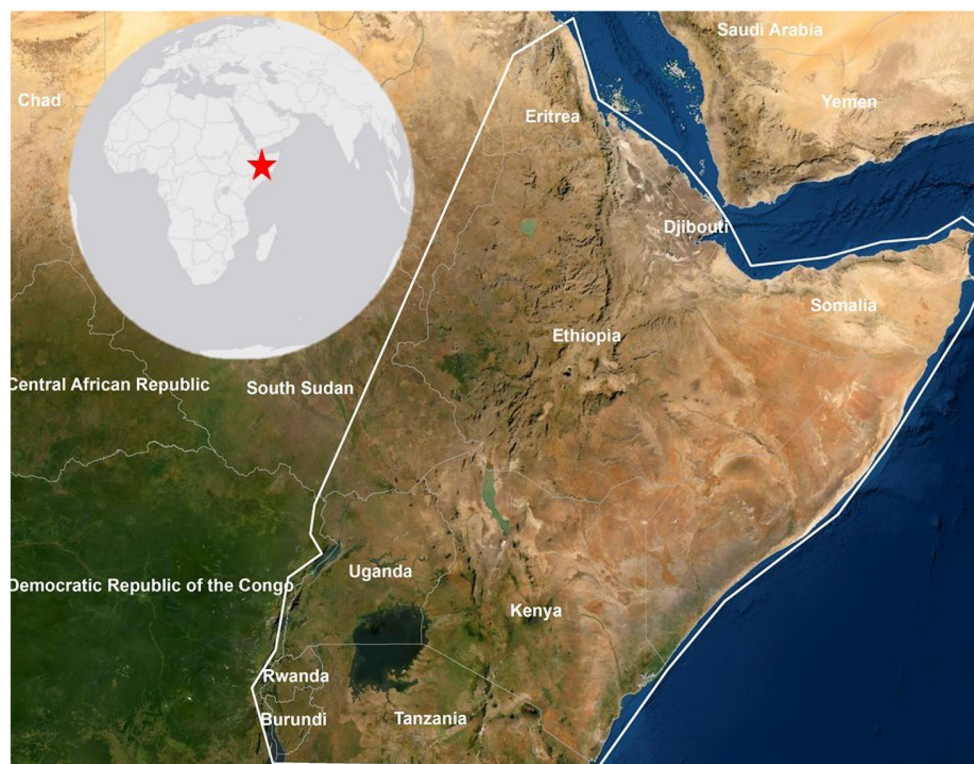 Saudi Arabia
Chad
Yemen
Eritrea
Djibouti
Somalia
Ethiopia
Central African Republic
South Sudan
Uganda
Democratic Republic of the Congo
Kenya
Rwanda
Burundi
Tanzania